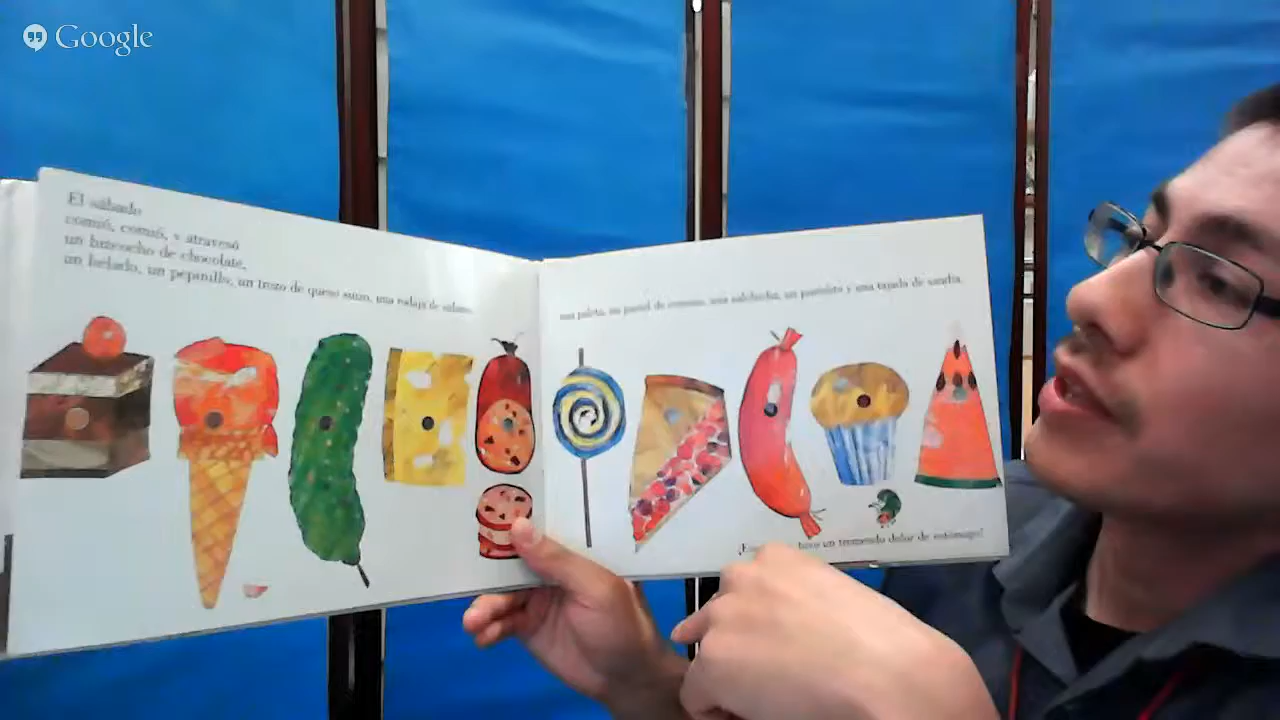 Google
El sábado
comió, comió, y atravesó
un bizcocho de chocolate,
un helado, un pepinillo, un trozo de queso suizo, una rodaja de salame,
una paleta, un pastel de cerezas, una salchicha, un panecito y una tajada de sandía.
tuvo un tremendo dolor de estómago!